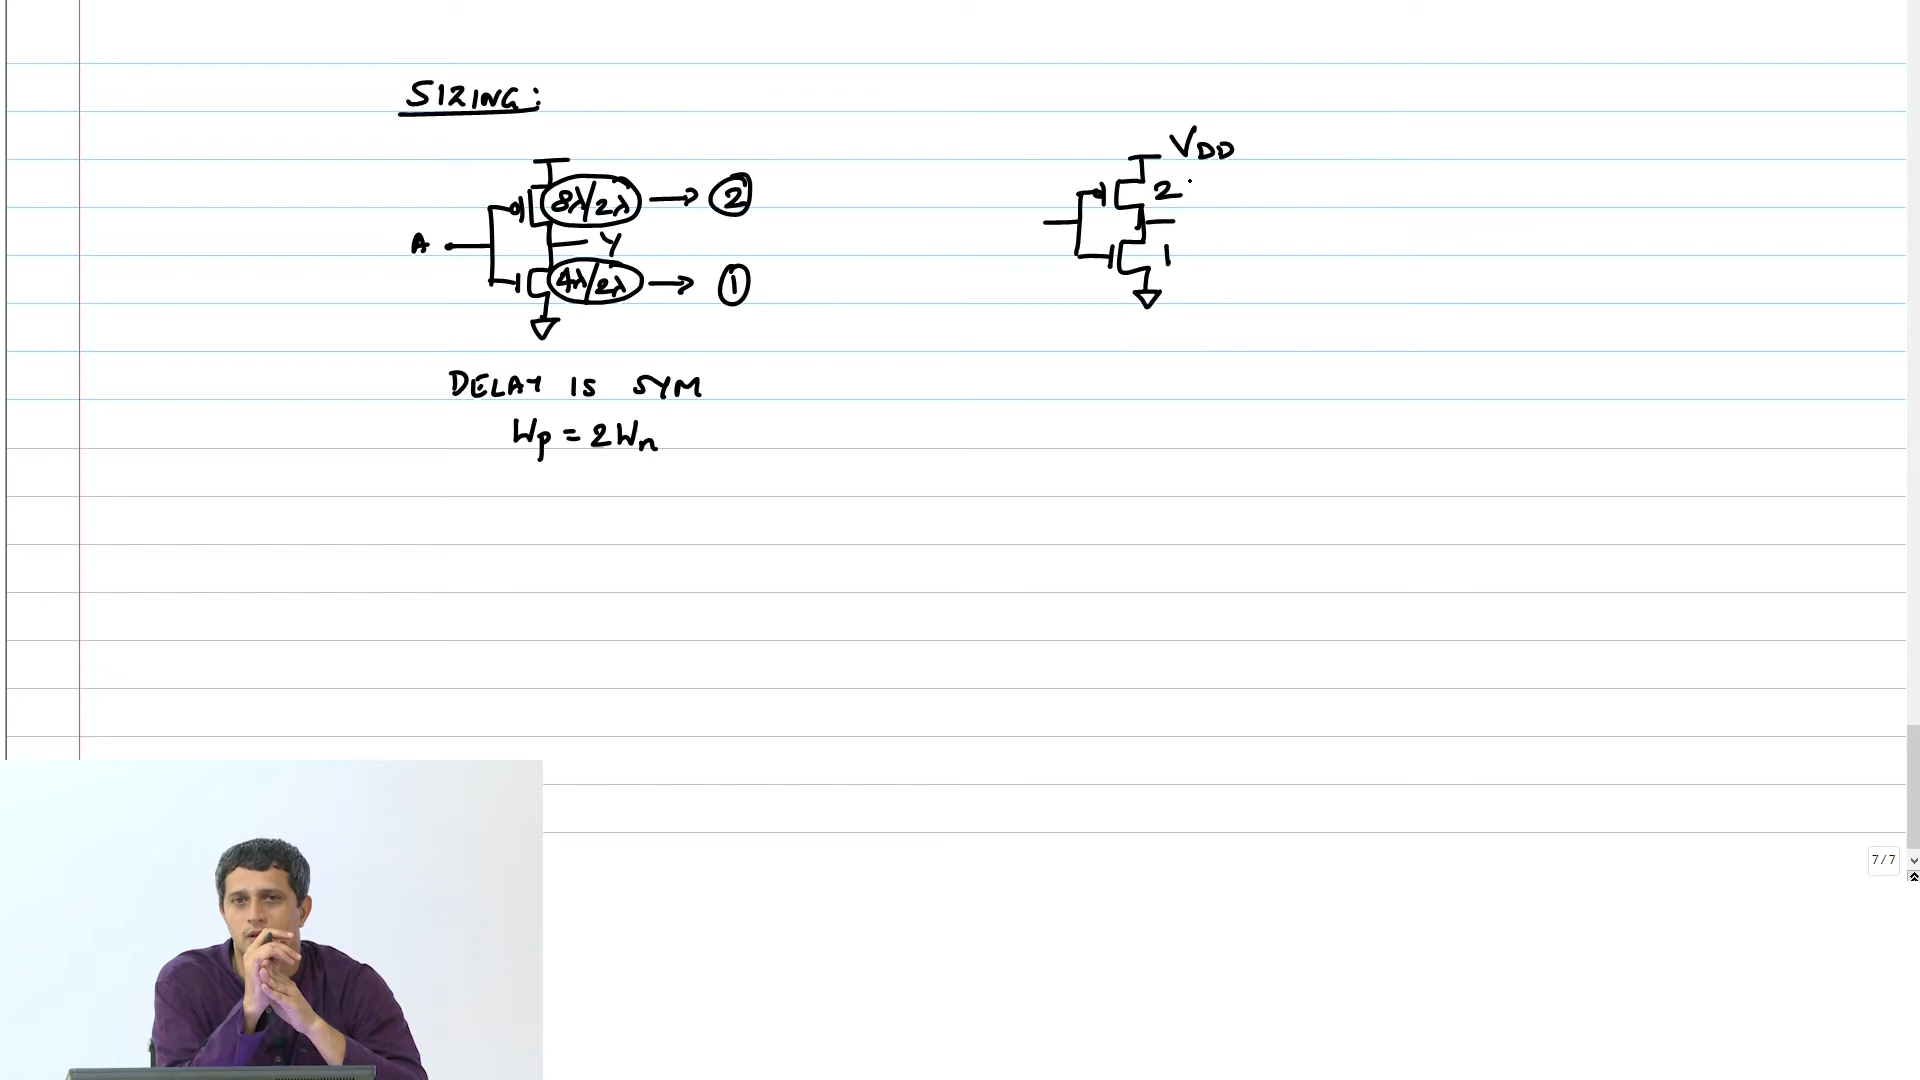 SIZING:
VDD
8λ/2λ → 2
2
A
Y
1
4λ/2λ → 1
DELAY IS SYM
Wp = 2Wn
7/7